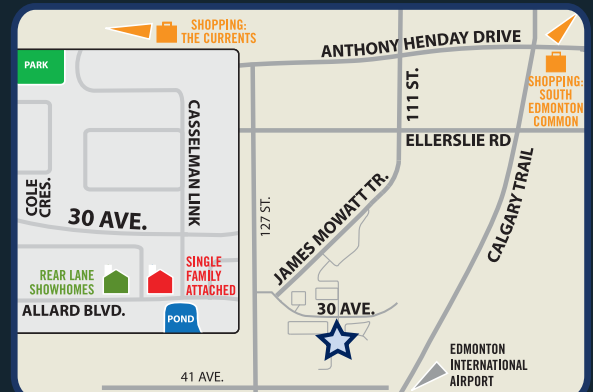 SHOPPING:
THE CURRENTS
ANTHONY HENDAY DRIVE
PARK
SHOPPING:
SOUTH
EDMONTON
COMMON
111 ST.
ELLERSLIE RD
CASSELMAN LINK
COLE
CRES.
30 AVE.
127 ST.
JAMES MOWATT TR.
CALGARY TRAIL
REAR LANE
SHOWHOMES
SINGLE
FAMILY
ATTACHED
ALLARD BLVD.
POND
30 AVE.
EDMONTON
INTERNATIONAL
AIRPORT
41 AVE.